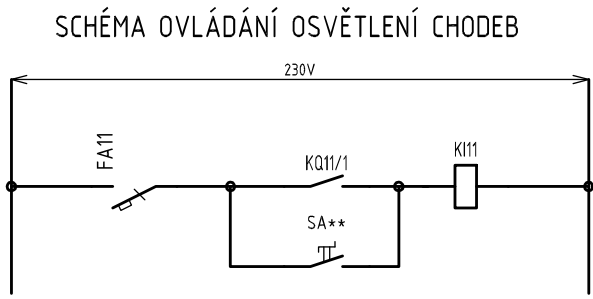 SCHÉMA OVLÁDÁNÍ OSVĚTLENÍ CHODEB
230V
FA11
KQ11/1
KI11
SA**